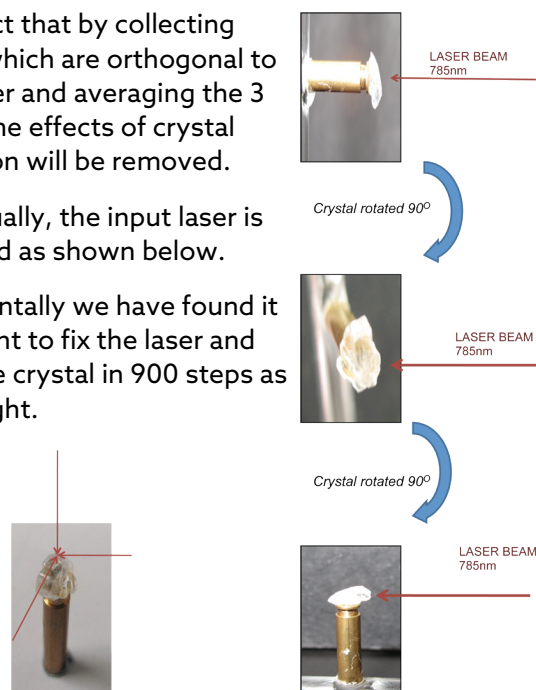 ct that by collecting
which are orthogonal to
er and averaging the 3
ne effects of crystal
on will be removed.
ually, the input laser is
d as shown below.
ntally we have found it
nt to fix the laser and
e crystal in 900 steps as
ght.
LASER BEAM
785nm
Crystal rotated 90⁰
LASER BEAM
785nm
Crystal rotated 90⁰
LASER BEAM
785nm